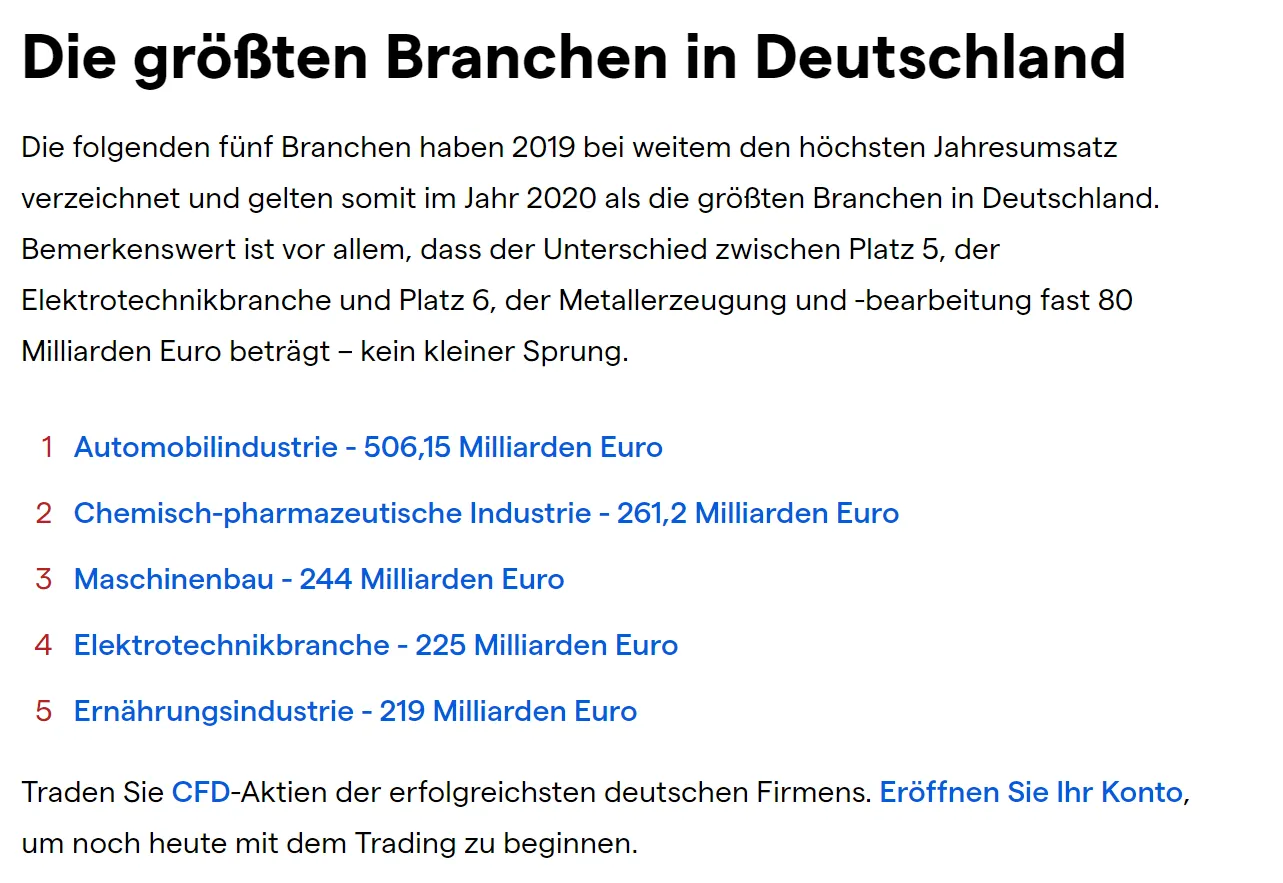 Die größten Branchen in Deutschland
Die folgenden fünf Branchen haben 2019 bei weitem den höchsten Jahresumsatz
verzeichnet und gelten somit im Jahr 2020 als die größten Branchen in Deutschland.
Bemerkenswert ist vor allem, dass der Unterschied zwischen Platz 5, der
Elektrotechnikbranche und Platz 6, der Metallerzeugung und -bearbeitung fast 80
Milliarden Euro beträgt – kein kleiner Sprung.
1 Automobilindustrie - 506,15 Milliarden Euro
2 Chemisch-pharmazeutische Industrie - 261,2 Milliarden Euro
3 Maschinenbau - 244 Milliarden Euro
4 Elektrotechnikbranche - 225 Milliarden Euro
5 Ernährungsindustrie - 219 Milliarden Euro
Traden Sie CFD-Aktien der erfolgreichsten deutschen Firmens. Eröffnen Sie Ihr Konto,
um noch heute mit dem Trading zu beginnen.